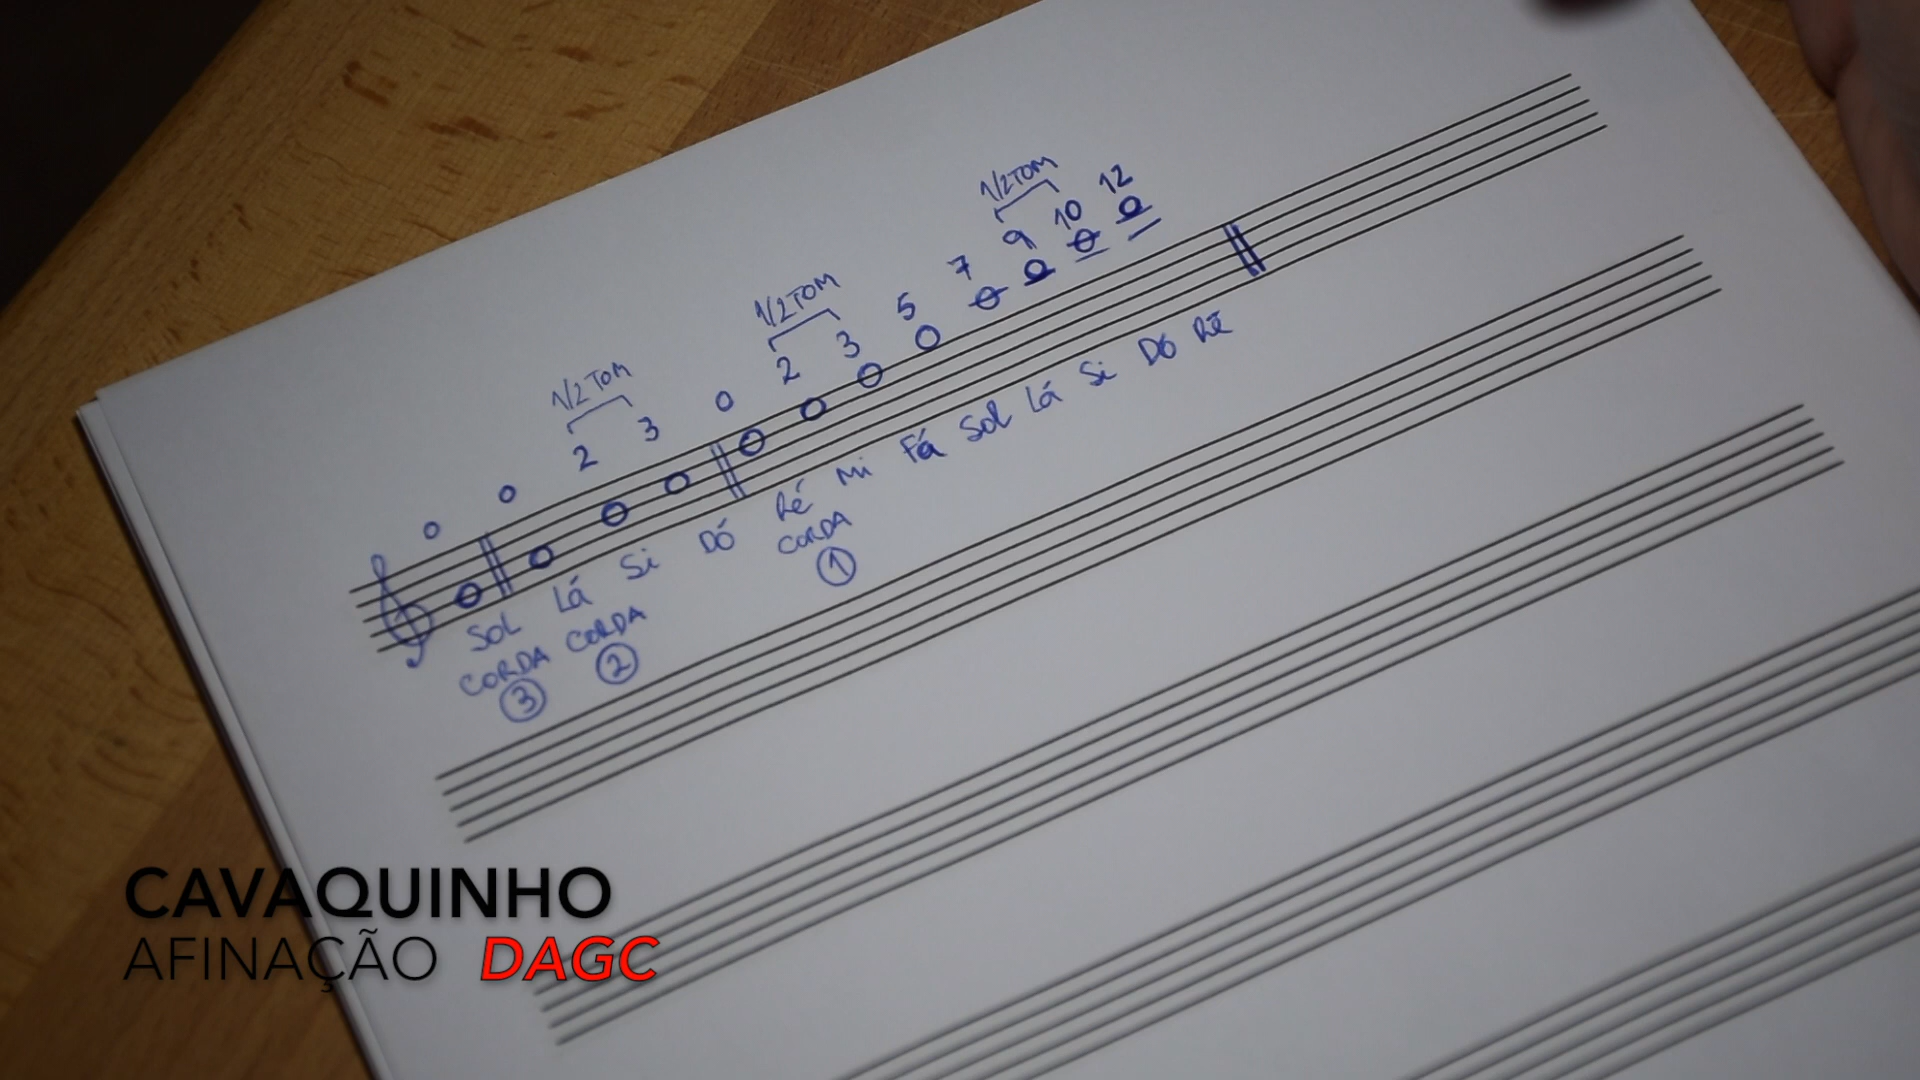 1/2 TOM 1/2 TOM 1/2 TOM
0 0 2 3 0 2 3 5 7 9 10 12
SOL Lá Si DÓ Ré Mi Fá Sol Lá Si DÓ RÉ
CORDA CORDA CORDA
3 2 1
CAVAQUINHO
AFINAÇÃO DAGC